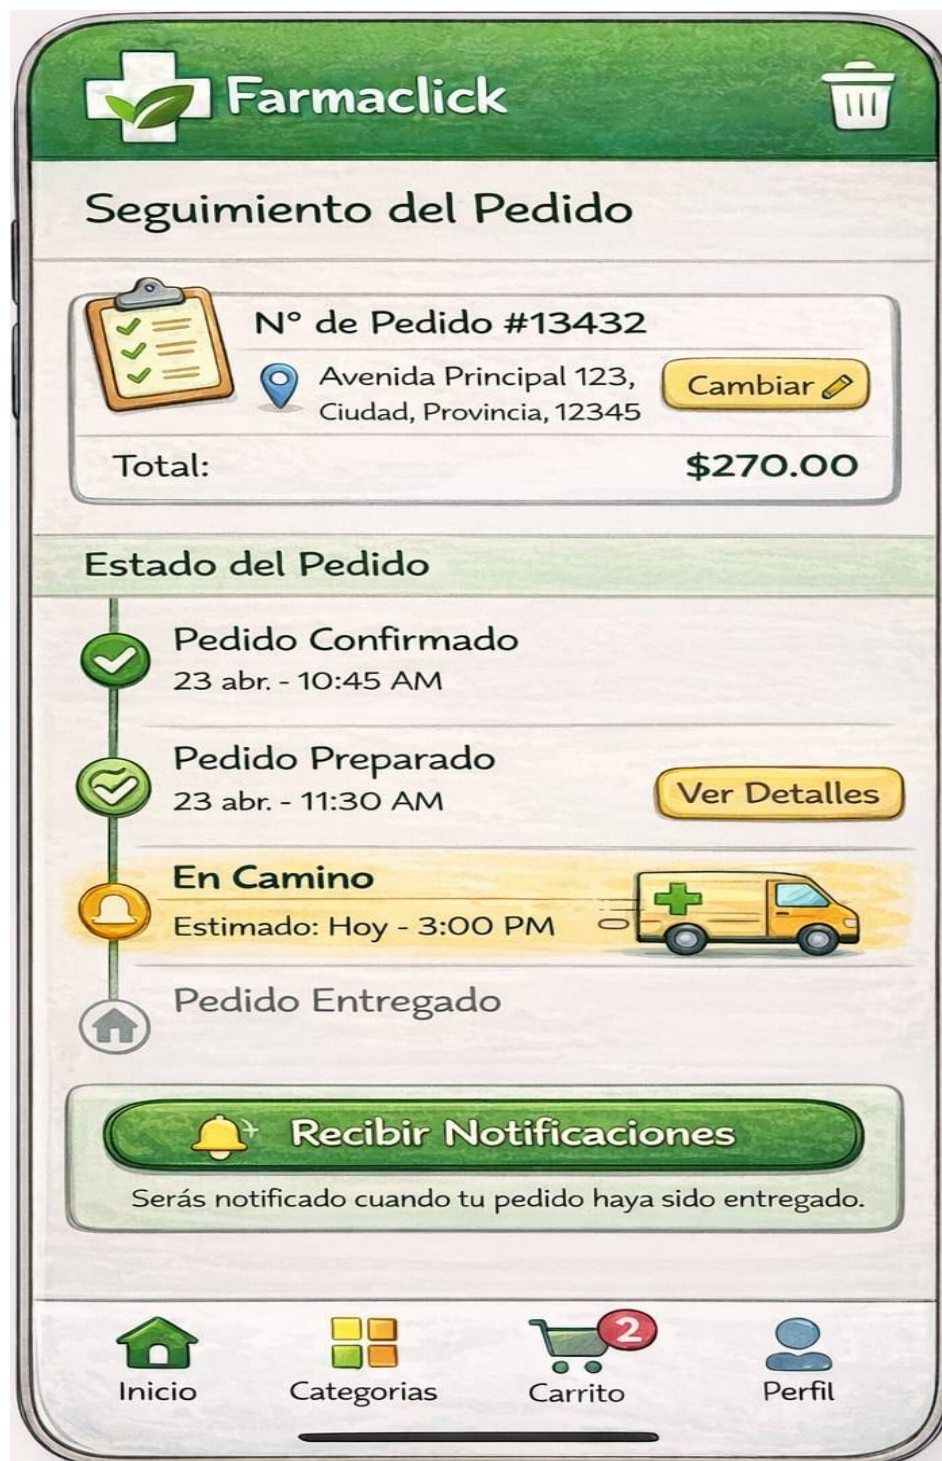 Farmaclick
Seguimiento del Pedido
N° de Pedido #13432
Avenida Principal 123,
Ciudad, Provincia, 12345
Cambiar
Total:
$270.00
Estado del Pedido
Pedido Confirmado
23 abr. - 10:45 AM
Pedido Preparado
23 abr. - 11:30 AM
Ver Detalles
En Camino
Estimado: Hoy - 3:00 PM
Pedido Entregado
Recibir Notificaciones
Serás notificado cuando tu pedido haya sido entregado.
2
Inicio
Categorias
Carrito
Perfil